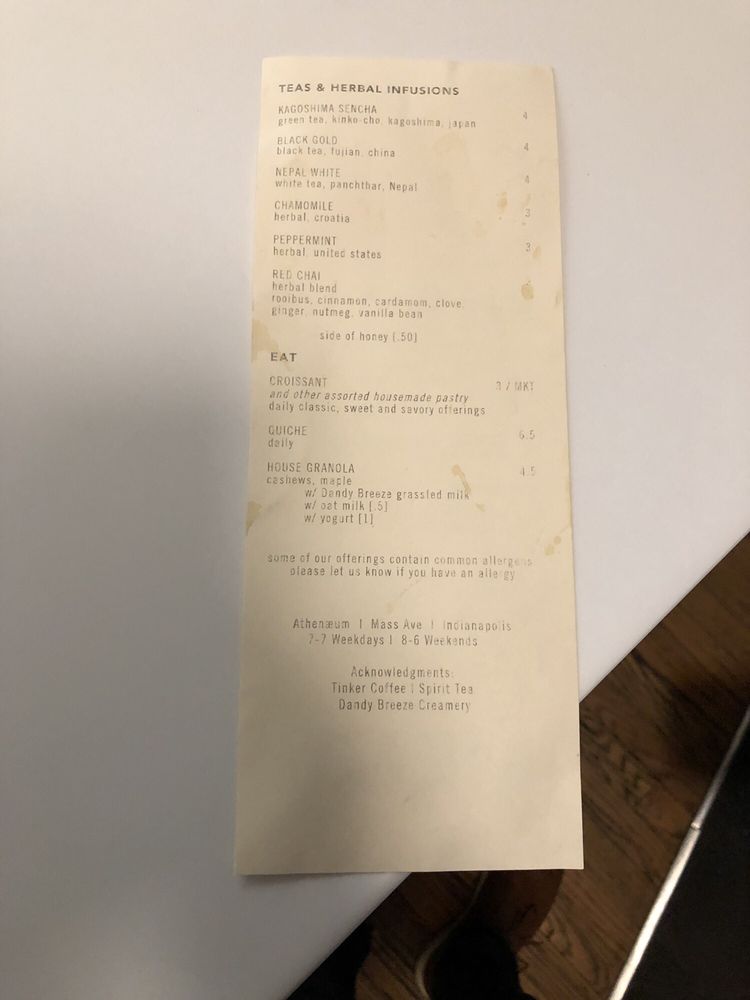 TEAS & HERBAL INFUSIONS
KAGOSHIMA SENCHA 4
green tea, kinko-cho, kagoshima, japan
BLACK GOLD 4
black tea, fujian, china
NEPAL WHITE 4
white tea, panchthar, Nepal
CHAMOMILE 3
herbal, croatia
PEPPERMINT 3
herbal, united states
RED CHAI
herbal blend
rooibus, cinnamon, cardamom, clove,
ginger, nutmeg, vanilla bean
side of honey [.50]
EAT
CROISSANT 3 / MKT
and other assorted housemade pastry
daily classic, sweet and savory offerings
QUICHE 6.5
daily
HOUSE GRANOLA 4.5
cashews, maple
w/ Dandy Breeze grassfed milk
w/ oat milk [.5]
w/ yogurt [1]
some of our offerings contain common allergens
please let us know if you have an allergy
Athenæum | Mass Ave | Indianapolis
7-7 Weekdays | 8-6 Weekends
Acknowledgments:
Tinker Coffee | Spirit Tea
Dandy Breeze Creamery